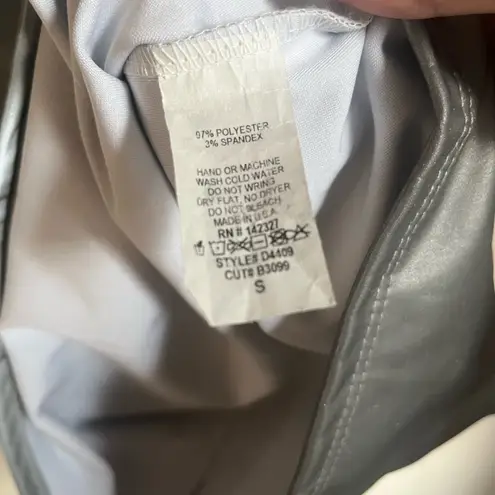 97% POLYESTER
3% SPANDEX
HAND OR MACHINE
WASH COLD WATER
DO NOT WRING
DRY FLAT, NO DRYER
DO NOT BLEACH
MADE IN U.S.A.
RN # 142327
STYLE# D4409
CUT# B3099
S